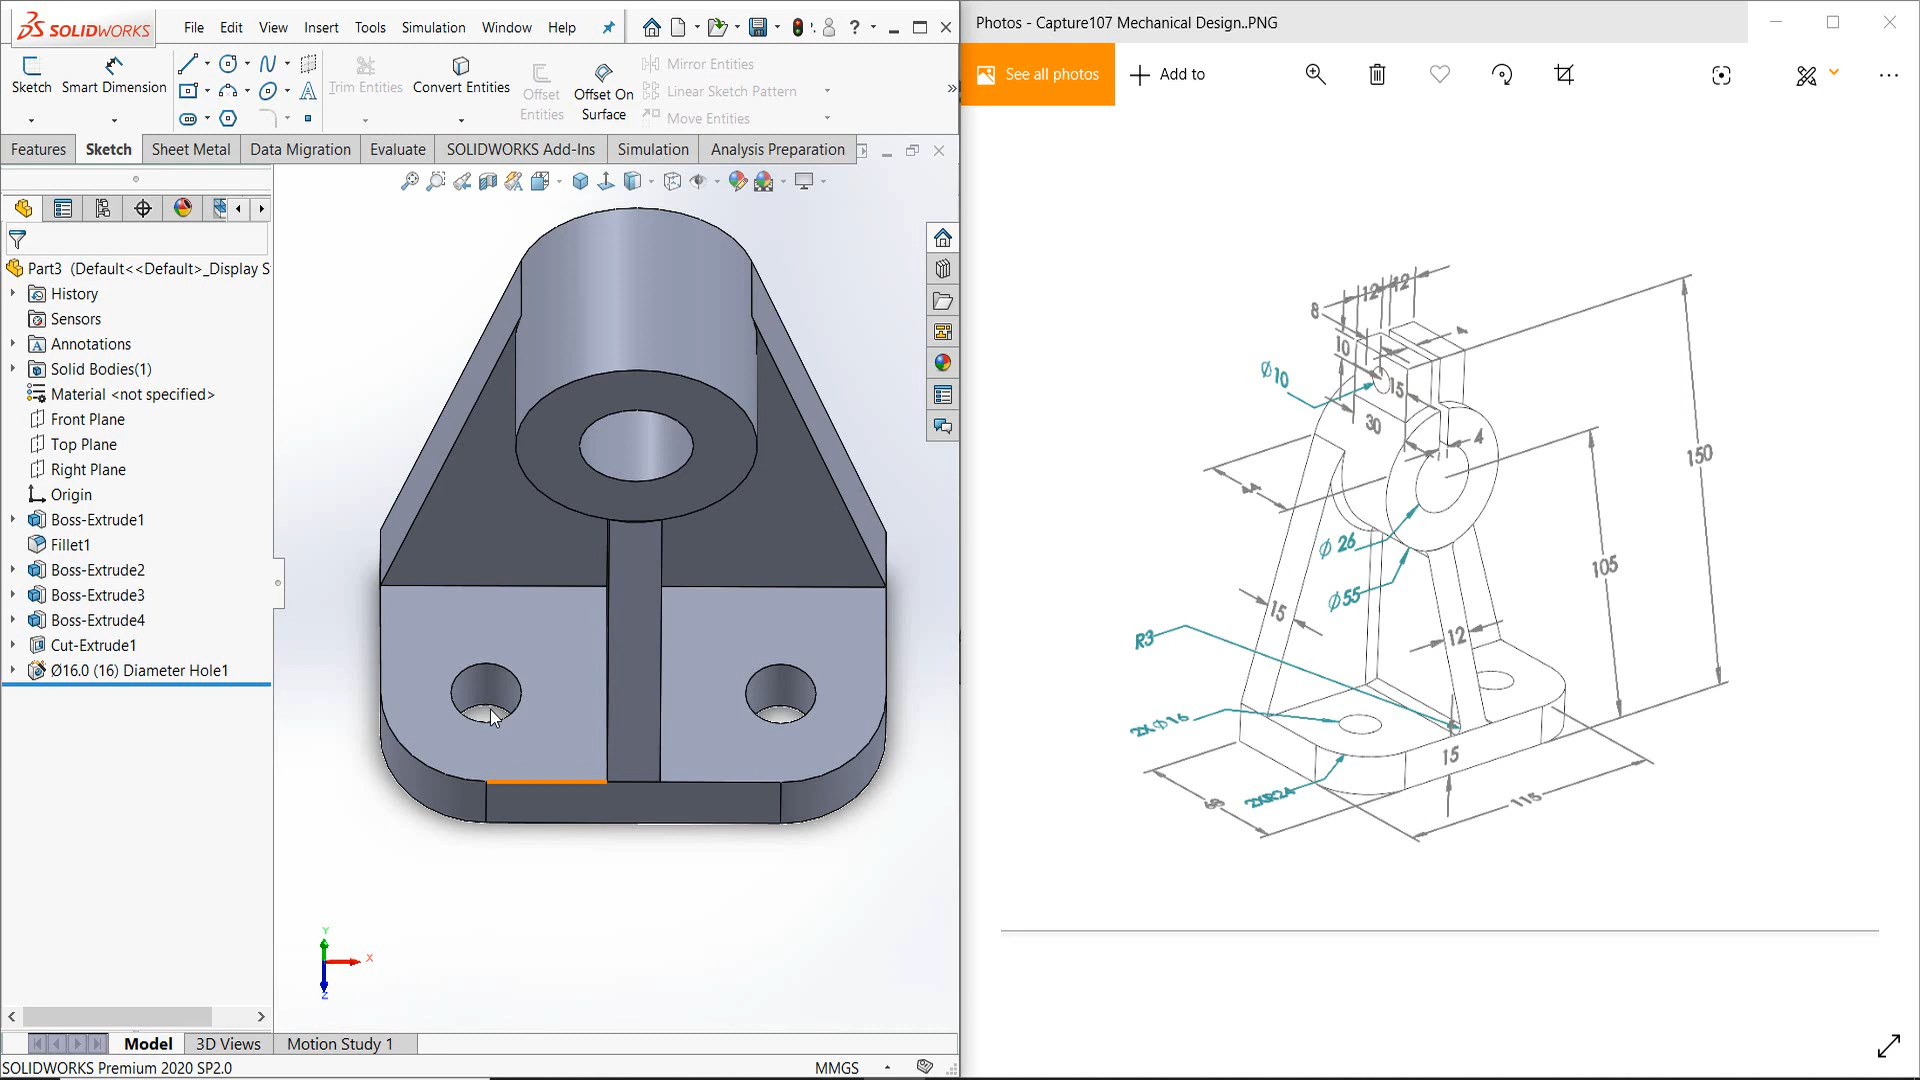 SOLIDWORKS File Edit View Insert Tools Simulation Window Help ?
Sketch Smart Dimension Trim Entities Convert Entities Offset Entities Offset On Surface Mirror Entities
Linear Sketch Pattern
Move Entities
Features Sketch Sheet Metal Data Migration Evaluate SOLIDWORKS Add-Ins Simulation Analysis Preparation
Part3 (Default<<Default>_Display S
History
Sensors
Annotations
Solid Bodies(1)
Material <not specified>
Front Plane
Top Plane
Right Plane
Origin
Boss-Extrude1
Fillet1
Boss-Extrude2
Boss-Extrude3
Boss-Extrude4
Cut-Extrude1
Ø16.0 (16) Diameter Hole1
Y
X
Z
Model 3D Views Motion Study 1
SOLIDWORKS Premium 2020 SP2.0 MMGS
Photos - Capture107 Mechanical Design..PNG
See all photos Add to
12 12
8
4
10
Ø10
15
30
4
150
44
Ø 26
105
Ø55
15
12
R3
2X Ø 16
15
68
2XR24
115